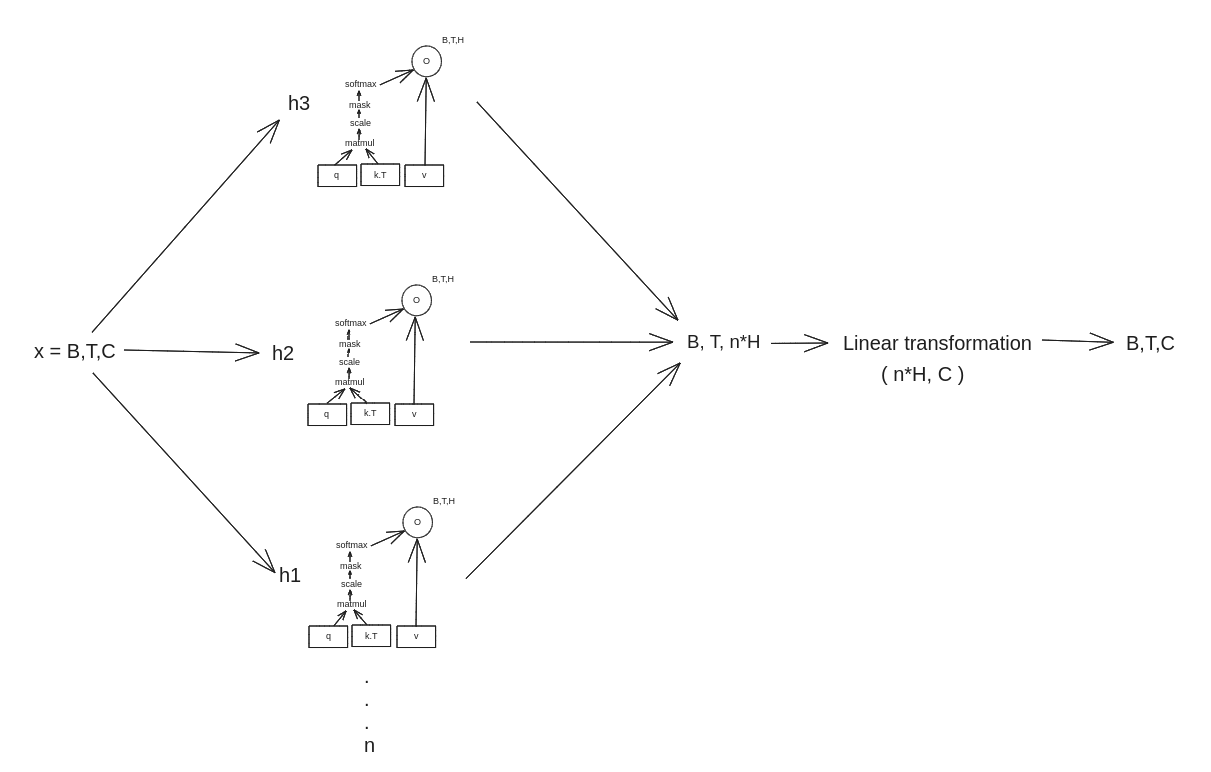 B,T,H
O
softmax
h3
mask
scale
matmul
q
k.T
v
B,T,H
O
softmax
x = B,T,C
h2
mask
scale
matmul
q
k.T
v
B, T, n*H
Linear transformation
( n*H, C )
B,T,C
B,T,H
O
softmax
mask
h1
scale
matmul
q
k.T
v
.
.
.
n